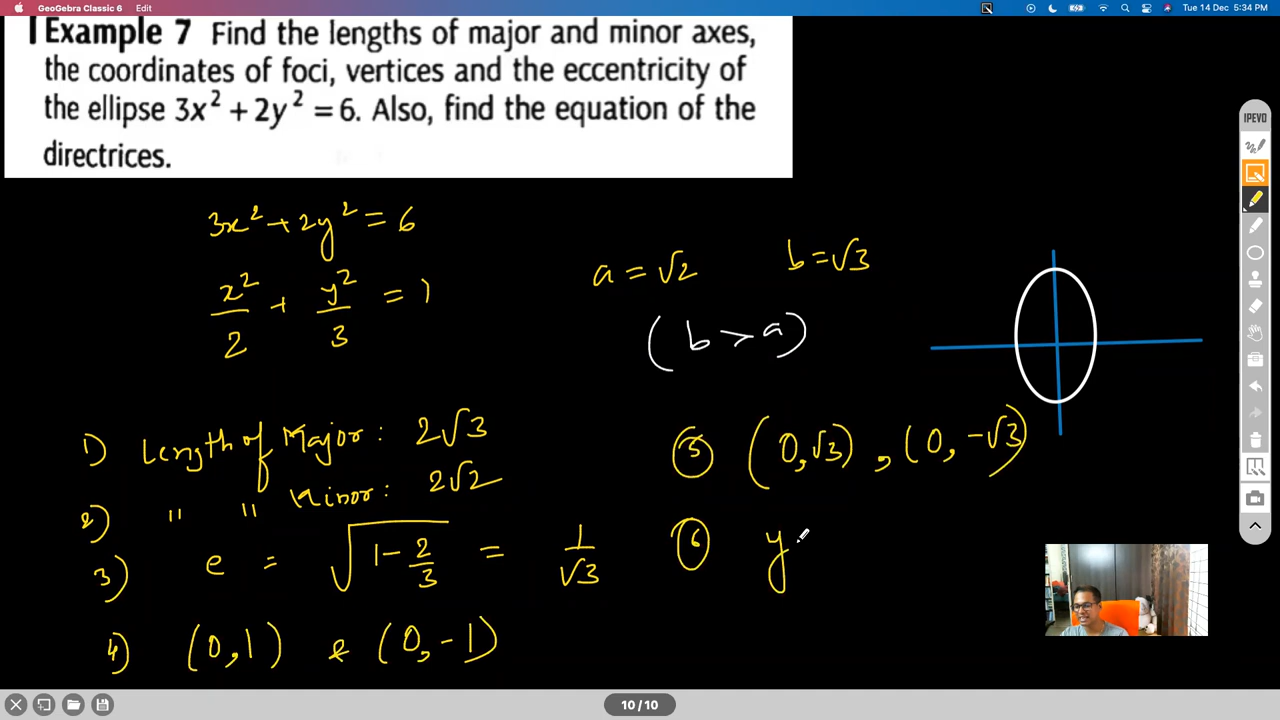 GeoGebra Classic 6 Edit
Tue 14 Dec 5:34 PM
Example 7 Find the lengths of major and minor axes,
the coordinates of foci, vertices and the eccentricity of
the ellipse 3x² + 2y² = 6. Also, find the equation of the
directrices.
IPEVO
3x² + 2y² = 6
x²/2 + y²/3 = 1
a = √2 b = √3
(b > a)
1) Length of Major : 2√3
2) " " Minor : 2√2
3) e = √(1 - 2/3) = 1/√3
4) (0, 1) & (0, -1)
5 (0, √3), (0, -√3)
6 y
10 / 10